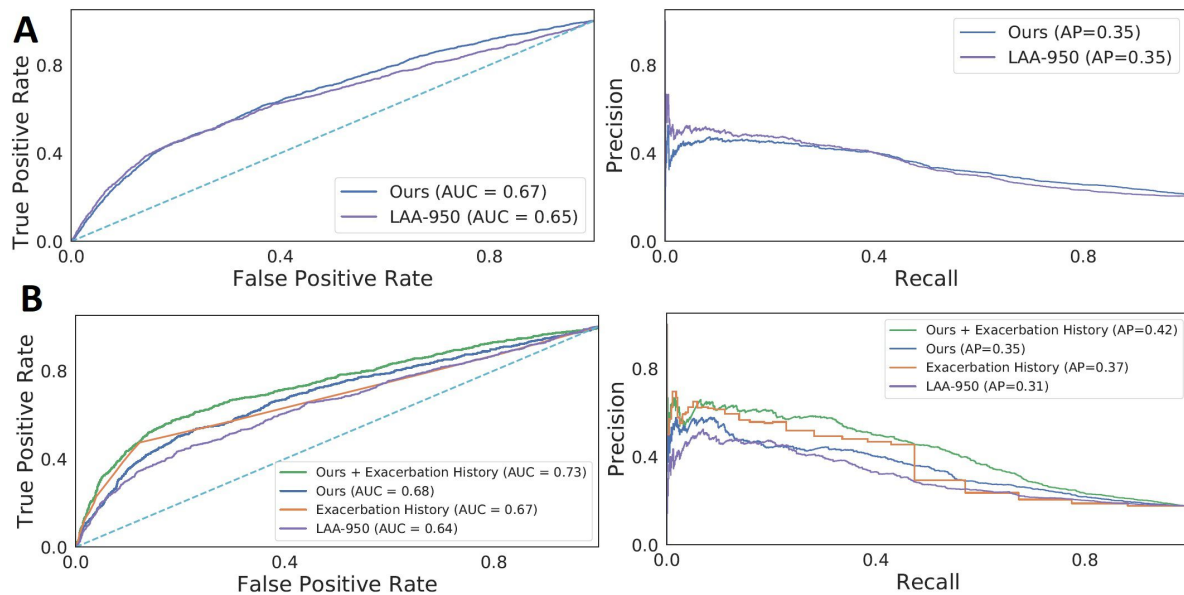 A
True Positive Rate
0.8
0.4
0.0
Ours (AUC = 0.67)
LAA-950 (AUC = 0.65)
0.0 0.4 0.8
False Positive Rate
Precision
0.8
0.4
0.0
Ours (AP=0.35)
LAA-950 (AP=0.35)
0.0 0.4 0.8
Recall
B
True Positive Rate
0.8
0.4
0.0
Ours + Exacerbation History (AUC = 0.73)
Ours (AUC = 0.68)
Exacerbation History (AUC = 0.67)
LAA-950 (AUC = 0.64)
0.0 0.4 0.8
False Positive Rate
Precision
0.8
0.4
0.0
Ours + Exacerbation History (AP=0.42)
Ours (AP=0.35)
Exacerbation History (AP=0.37)
LAA-950 (AP=0.31)
0.0 0.4 0.8
Recall